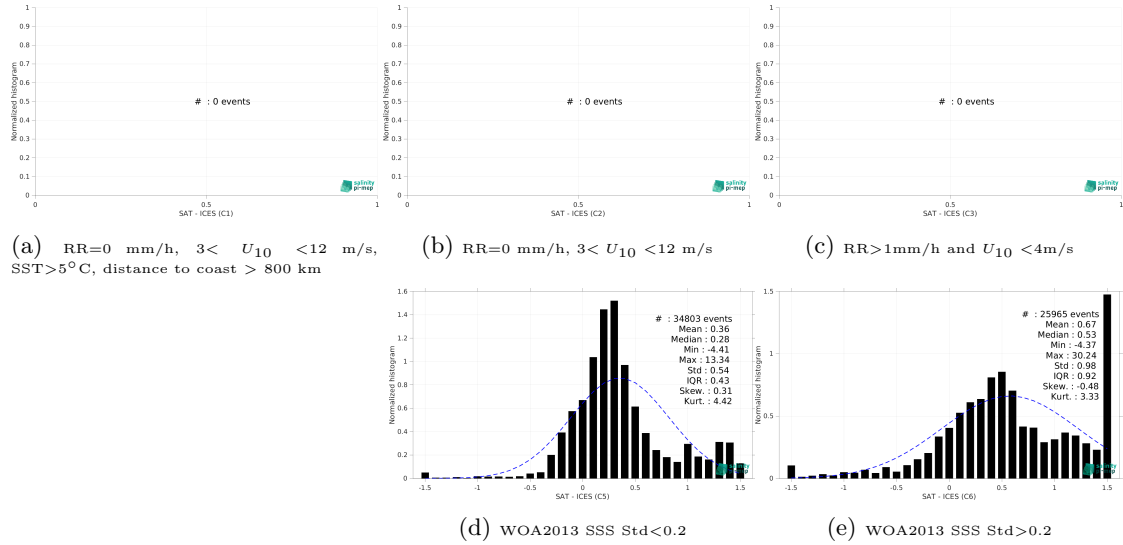 1
0.9
0.8
0.7
0.6
0.5
0.4
0.3
0.2
0.1
0
Normalized histogram
# : 0 events
salinity
pi-mep
0 0.5 1
SAT - ICES (C1)
(a) RR=0 mm/h, 3< U10 <12 m/s,
SST>5°C, distance to coast > 800 km
1
0.9
0.8
0.7
0.6
0.5
0.4
0.3
0.2
0.1
0
Normalized histogram
# : 0 events
salinity
pi-mep
0 0.5 1
SAT - ICES (C2)
(b) RR=0 mm/h, 3< U10 <12 m/s
1
0.9
0.8
0.7
0.6
0.5
0.4
0.3
0.2
0.1
0
Normalized histogram
# : 0 events
salinity
pi-mep
0 0.5 1
SAT - ICES (C3)
(c) RR>1mm/h and U10 <4m/s
1.6
1.4
1.2
1
0.8
0.6
0.4
0.2
0
Normalized histogram
# : 34803 events
Mean : 0.36
Median : 0.28
Min : -4.41
Max : 13.34
Std : 0.54
IQR : 0.43
Skew. : 0.31
Kurt. : 4.42
-1.5 -1 -0.5 0 0.5 1 1.5
SAT - ICES (C5)
(d) WOA2013 SSS Std<0.2
1.5
1
0.5
0
Normalized histogram
# : 25965 events
Mean : 0.67
Median : 0.53
Min : -4.37
Max : 30.24
Std : 0.98
IQR : 0.92
Skew. : -0.48
Kurt. : 3.33
-1.5 -1 -0.5 0 0.5 1 1.5
SAT - ICES (C6)
(e) WOA2013 SSS Std>0.2